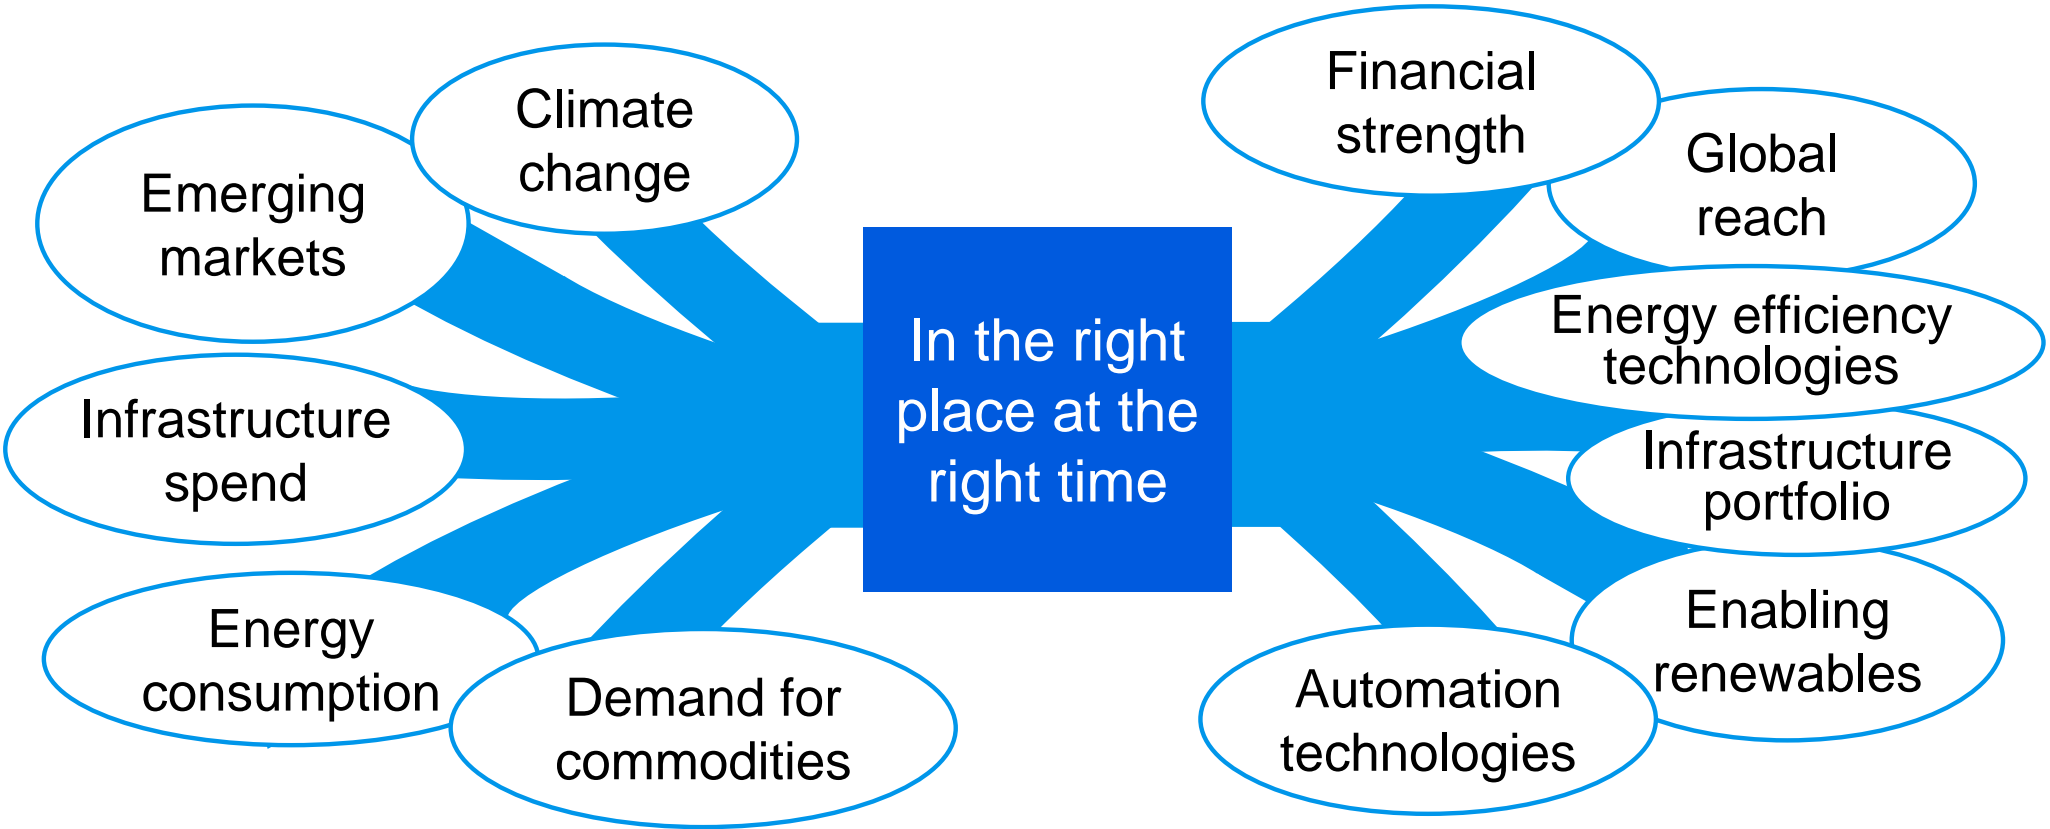 Climate
change
Emerging
markets
Infrastructure
spend
Energy
consumption
Demand for
commodities
In the right
place at the
right time
Financial
strength
Global
reach
Energy efficiency
technologies
Infrastructure
portfolio
Enabling
renewables
Automation
technologies